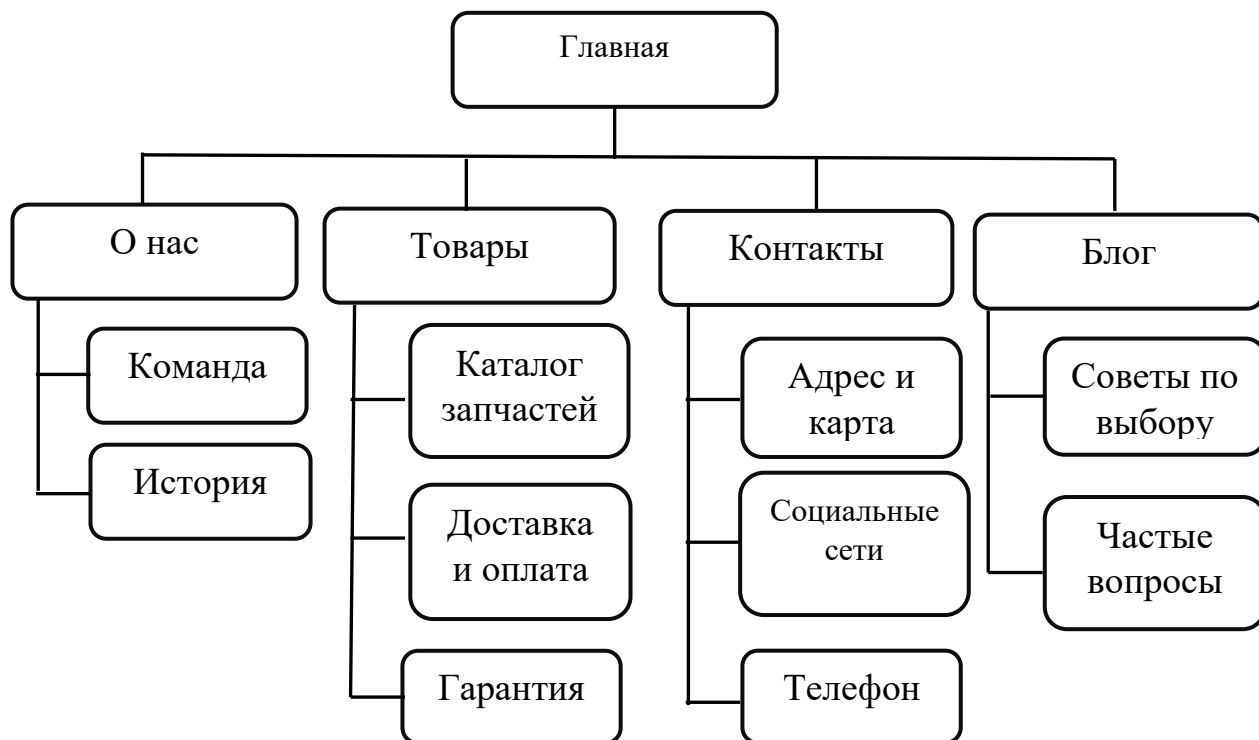 Главная
О нас
Товары
Контакты
Блог
Команда
История
Каталог
запчастей
Доставка
и оплата
Гарантия
Адрес и
карта
Социальные
сети
Телефон
Советы по
выбору
Частые
вопросы